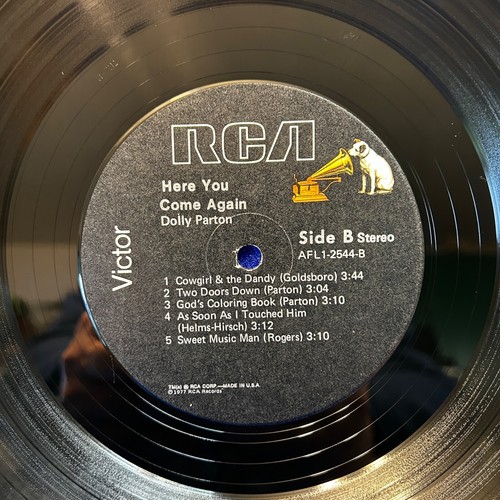 RCA
Here You
Come Again
Dolly Parton
Victor
Side B Stereo
AFL1-2544-B
1 Cowgirl & the Dandy (Goldsboro) 3:44
2 Two Doors Down (Parton) 3:04
3 God's Coloring Book (Parton) 3:10
4 As Soon As I Touched Him
(Helms-Hirsch) 3:12
5 Sweet Music Man (Rogers) 3:10
TM(s) ® RCA CORP.—MADE IN U.S.A.
℗ 1977 RCA Records